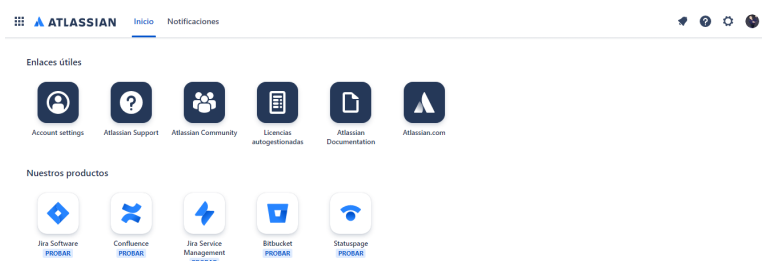 ATLASSIAN Inicio Notificaciones
Enlaces útiles
Account settings Atlassian Support Atlassian Community Licencias autogestionadas Atlassian Documentation Atlassian.com
Nuestros productos
Jira Software Confluence Jira Service Management Bitbucket Statuspage
PROBAR PROBAR PROBAR PROBAR PROBAR